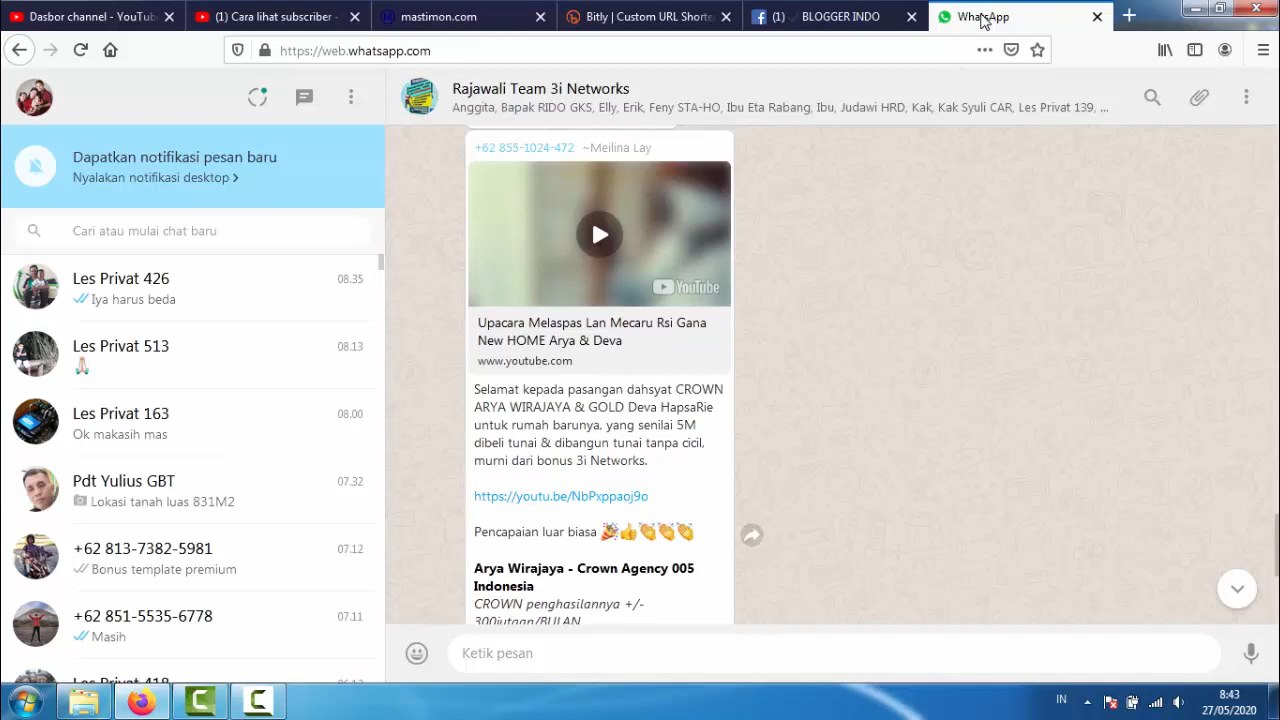 Dasbor channel - YouTu
(1) Cara lihat subscriber -
mastimon.com
Bitly | Custom URL Shorte
(1) BLOGGER INDO
WhatsApp
https://web.whatsapp.com
Rajawali Team 3i Networks
Anggita, Bapak RIDO GKS, Elly, Erik, Feny STA-HO, Ibu Eta Rabang, Ibu, Judawi HRD, Kak, Kak Syuli CAR, Les Privat 139, ...
Dapatkan notifikasi pesan baru
Nyalakan notifikasi desktop >
Cari atau mulai chat baru
Les Privat 426
08.35
Iya harus beda
Les Privat 513
08.13
Les Privat 163
08.00
Ok makasih mas
Pdt Yulius GBT
07.32
Lokasi tanah luas 831M2
+62 813-7382-5981
07.12
Bonus template premium
+62 851-5535-6778
07.11
Masih
Les Privat 418
+62 855-1024-472 ~Meilina Lay
YouTube
Upacara Melaspas Lan Mecaru Rsi Gana
New HOME Arya & Deva
www.youtube.com
Selamat kepada pasangan dahsyat CROWN
ARYA WIRAJAYA & GOLD Deva HapsaRie
untuk rumah barunya, yang senilai 5M
dibeli tunai & dibangun tunai tanpa cicil,
murni dari bonus 3i Networks.
https://youtu.be/NbPxppaoj9o
Pencapaian luar biasa 🎉👍👏👏👏
Arya Wirajaya - Crown Agency 005
Indonesia
CROWN penghasilannya +/-
300jutaan/BULAN
Ketik pesan
IN
8:43
27/05/2020